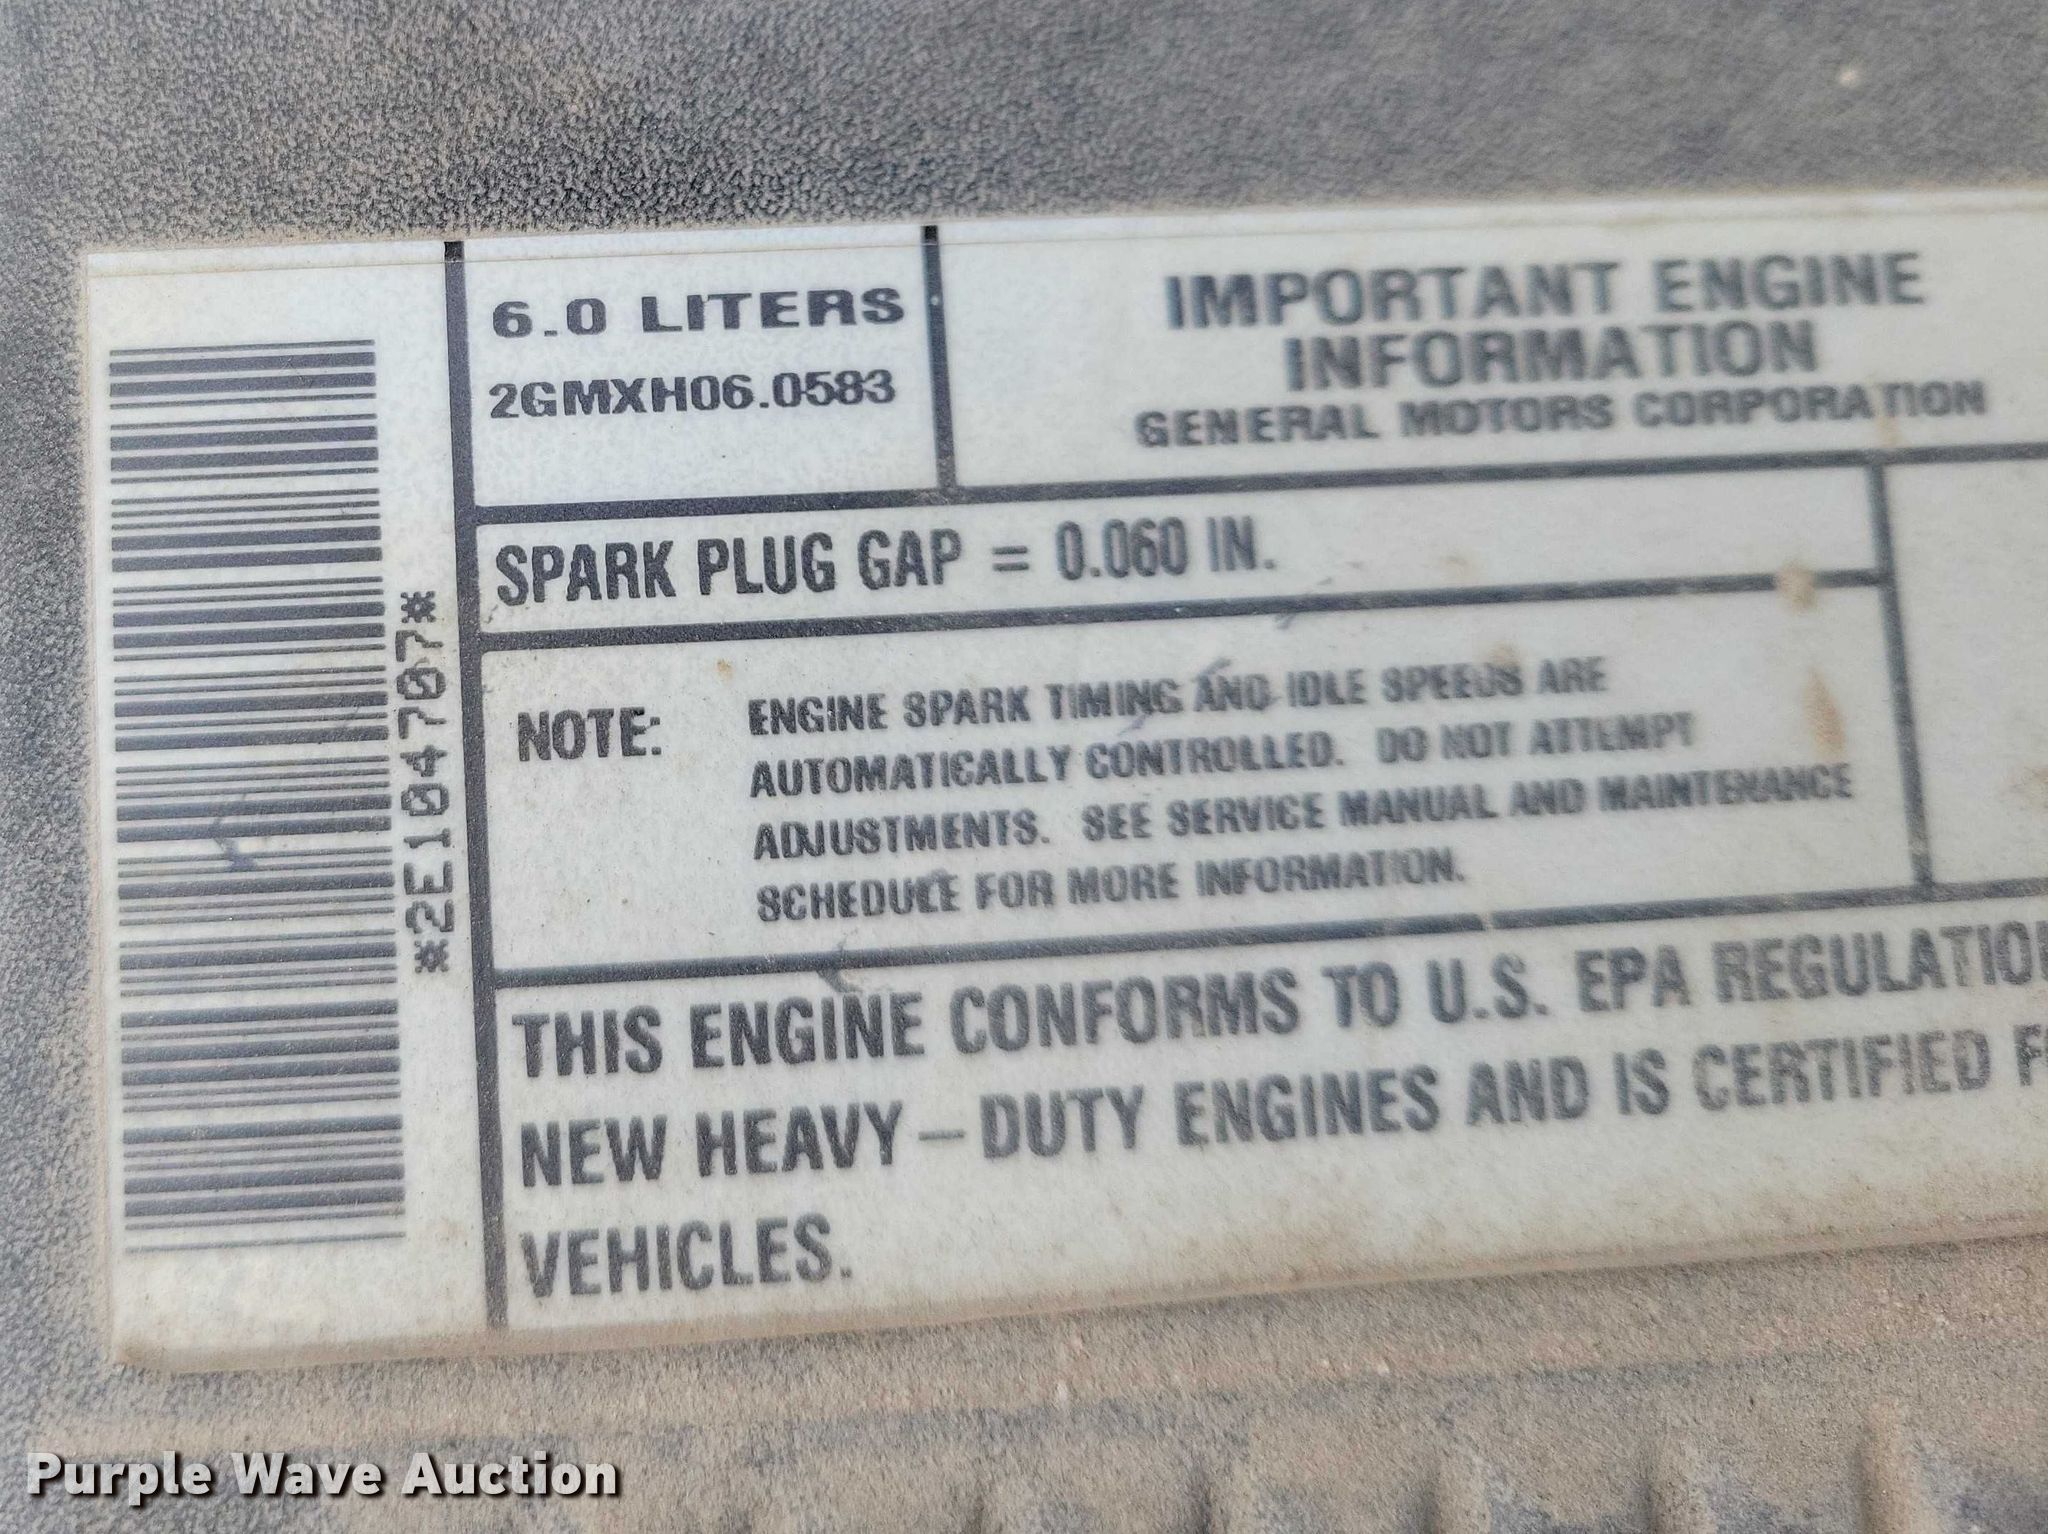 *2E104707*
6.0 LITERS
2GMXH06.0583
IMPORTANT ENGINE
INFORMATION
GENERAL MOTORS CORPORATION
SPARK PLUG GAP = 0.060 IN.
NOTE: ENGINE SPARK TIMING AND IDLE SPEEDS ARE
AUTOMATICALLY CONTROLLED. DO NOT ATTEMPT
ADJUSTMENTS. SEE SERVICE MANUAL AND MAINTENANCE
SCHEDULE FOR MORE INFORMATION.
THIS ENGINE CONFORMS TO U.S. EPA REGULATIO
NEW HEAVY-DUTY ENGINES AND IS CERTIFIED F
VEHICLES.
Purple Wave Auction